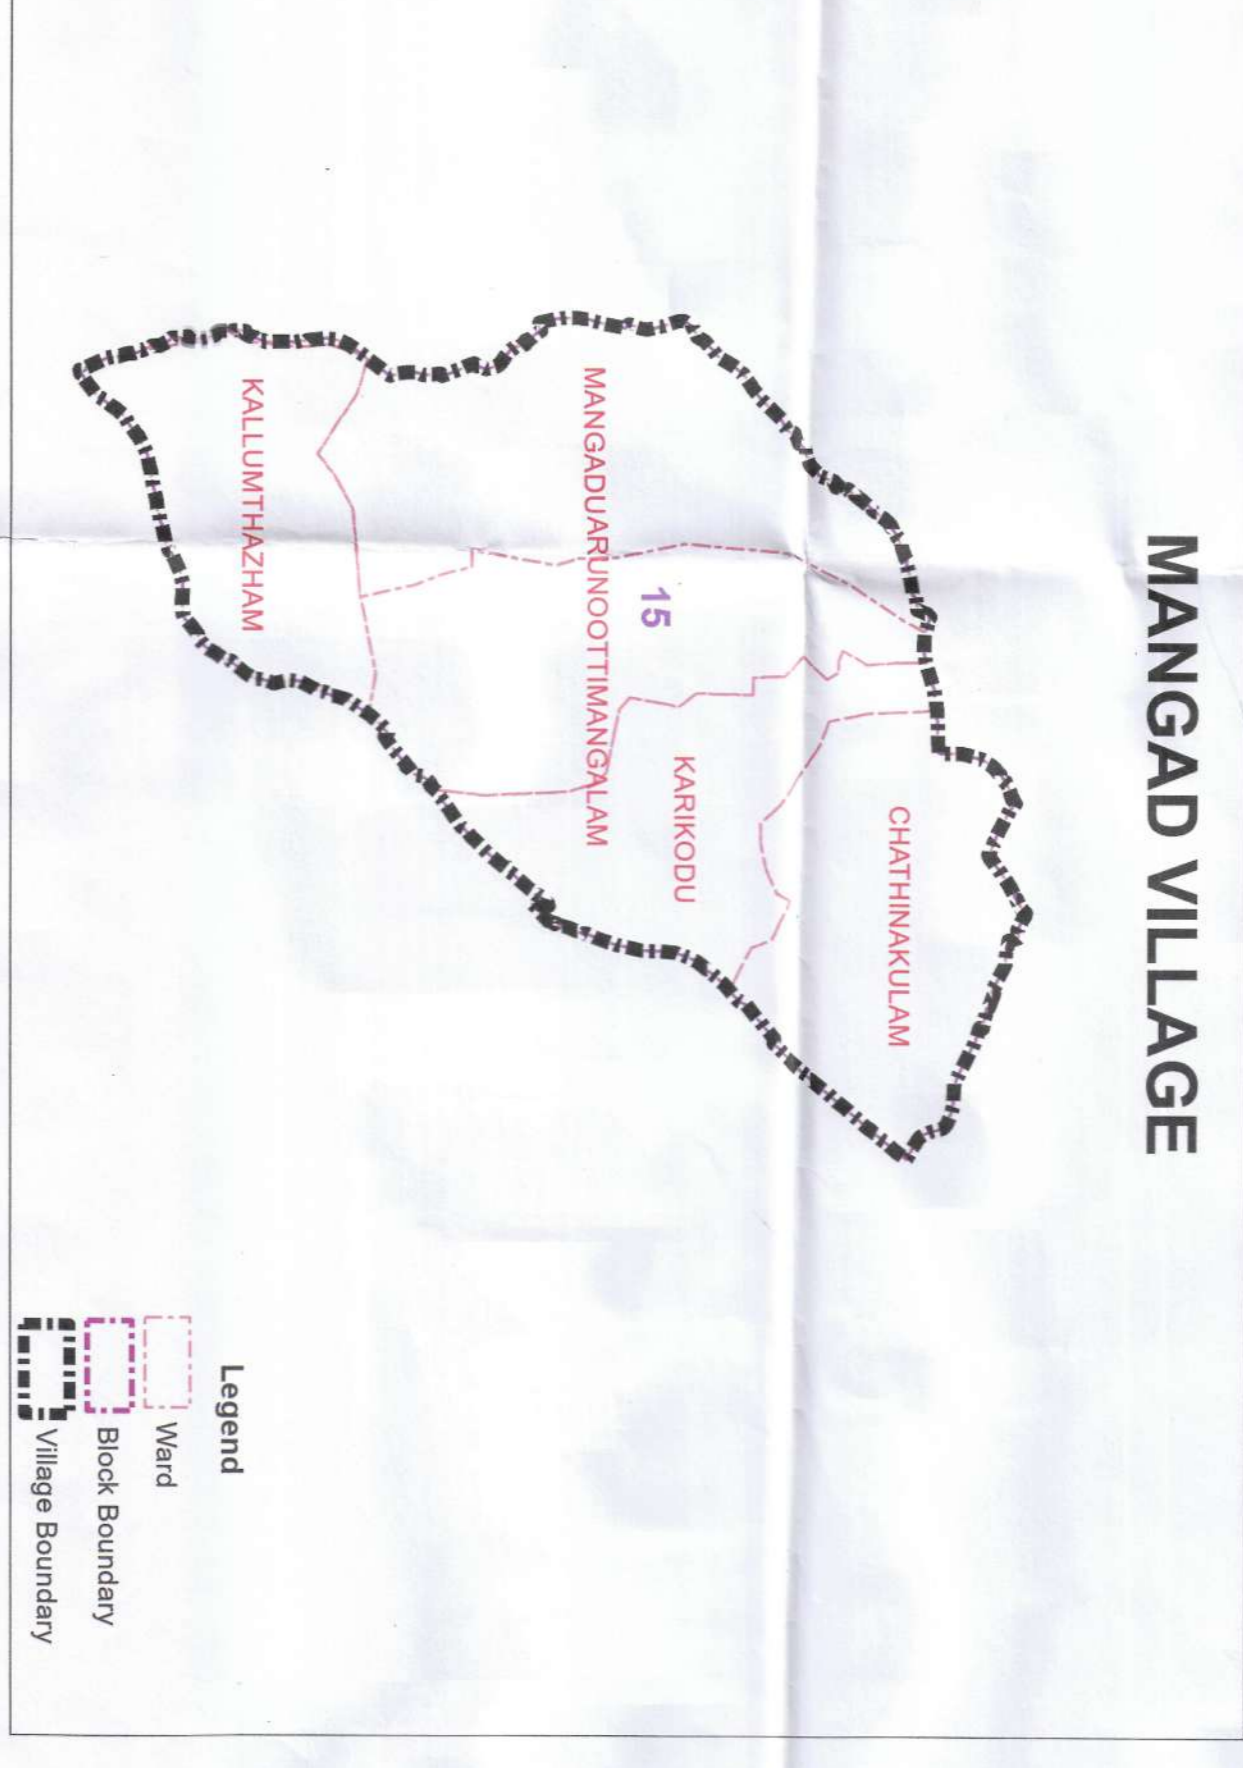 MANGAD VILLAGE
CHATHINAKULAM
KARIKODU
15
MANGADUARUNOOTTIMANGALAM
KALLUMTHAZHAM
Legend
Ward
Block Boundary
Village Boundary